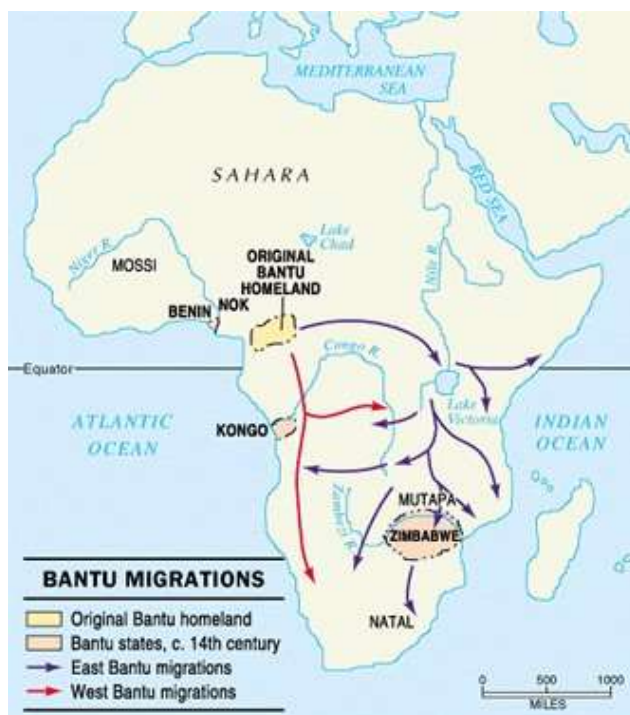 MEDITERRANEAN
SEA
SAHARA
RED SEA
Nile R.
Lake
Chad
Niger R.
MOSSI
ORIGINAL
BANTU
HOMELAND
BENIN
NOK
Equator
Congo R.
Lake
Victoria
ATLANTIC
OCEAN
KONGO
INDIAN
OCEAN
MUTAPA
Zambezi R.
ZIMBABWE
NATAL
BANTU MIGRATIONS
Original Bantu homeland
Bantu states, c. 14th century
East Bantu migrations
West Bantu migrations
0 500 1000
MILES